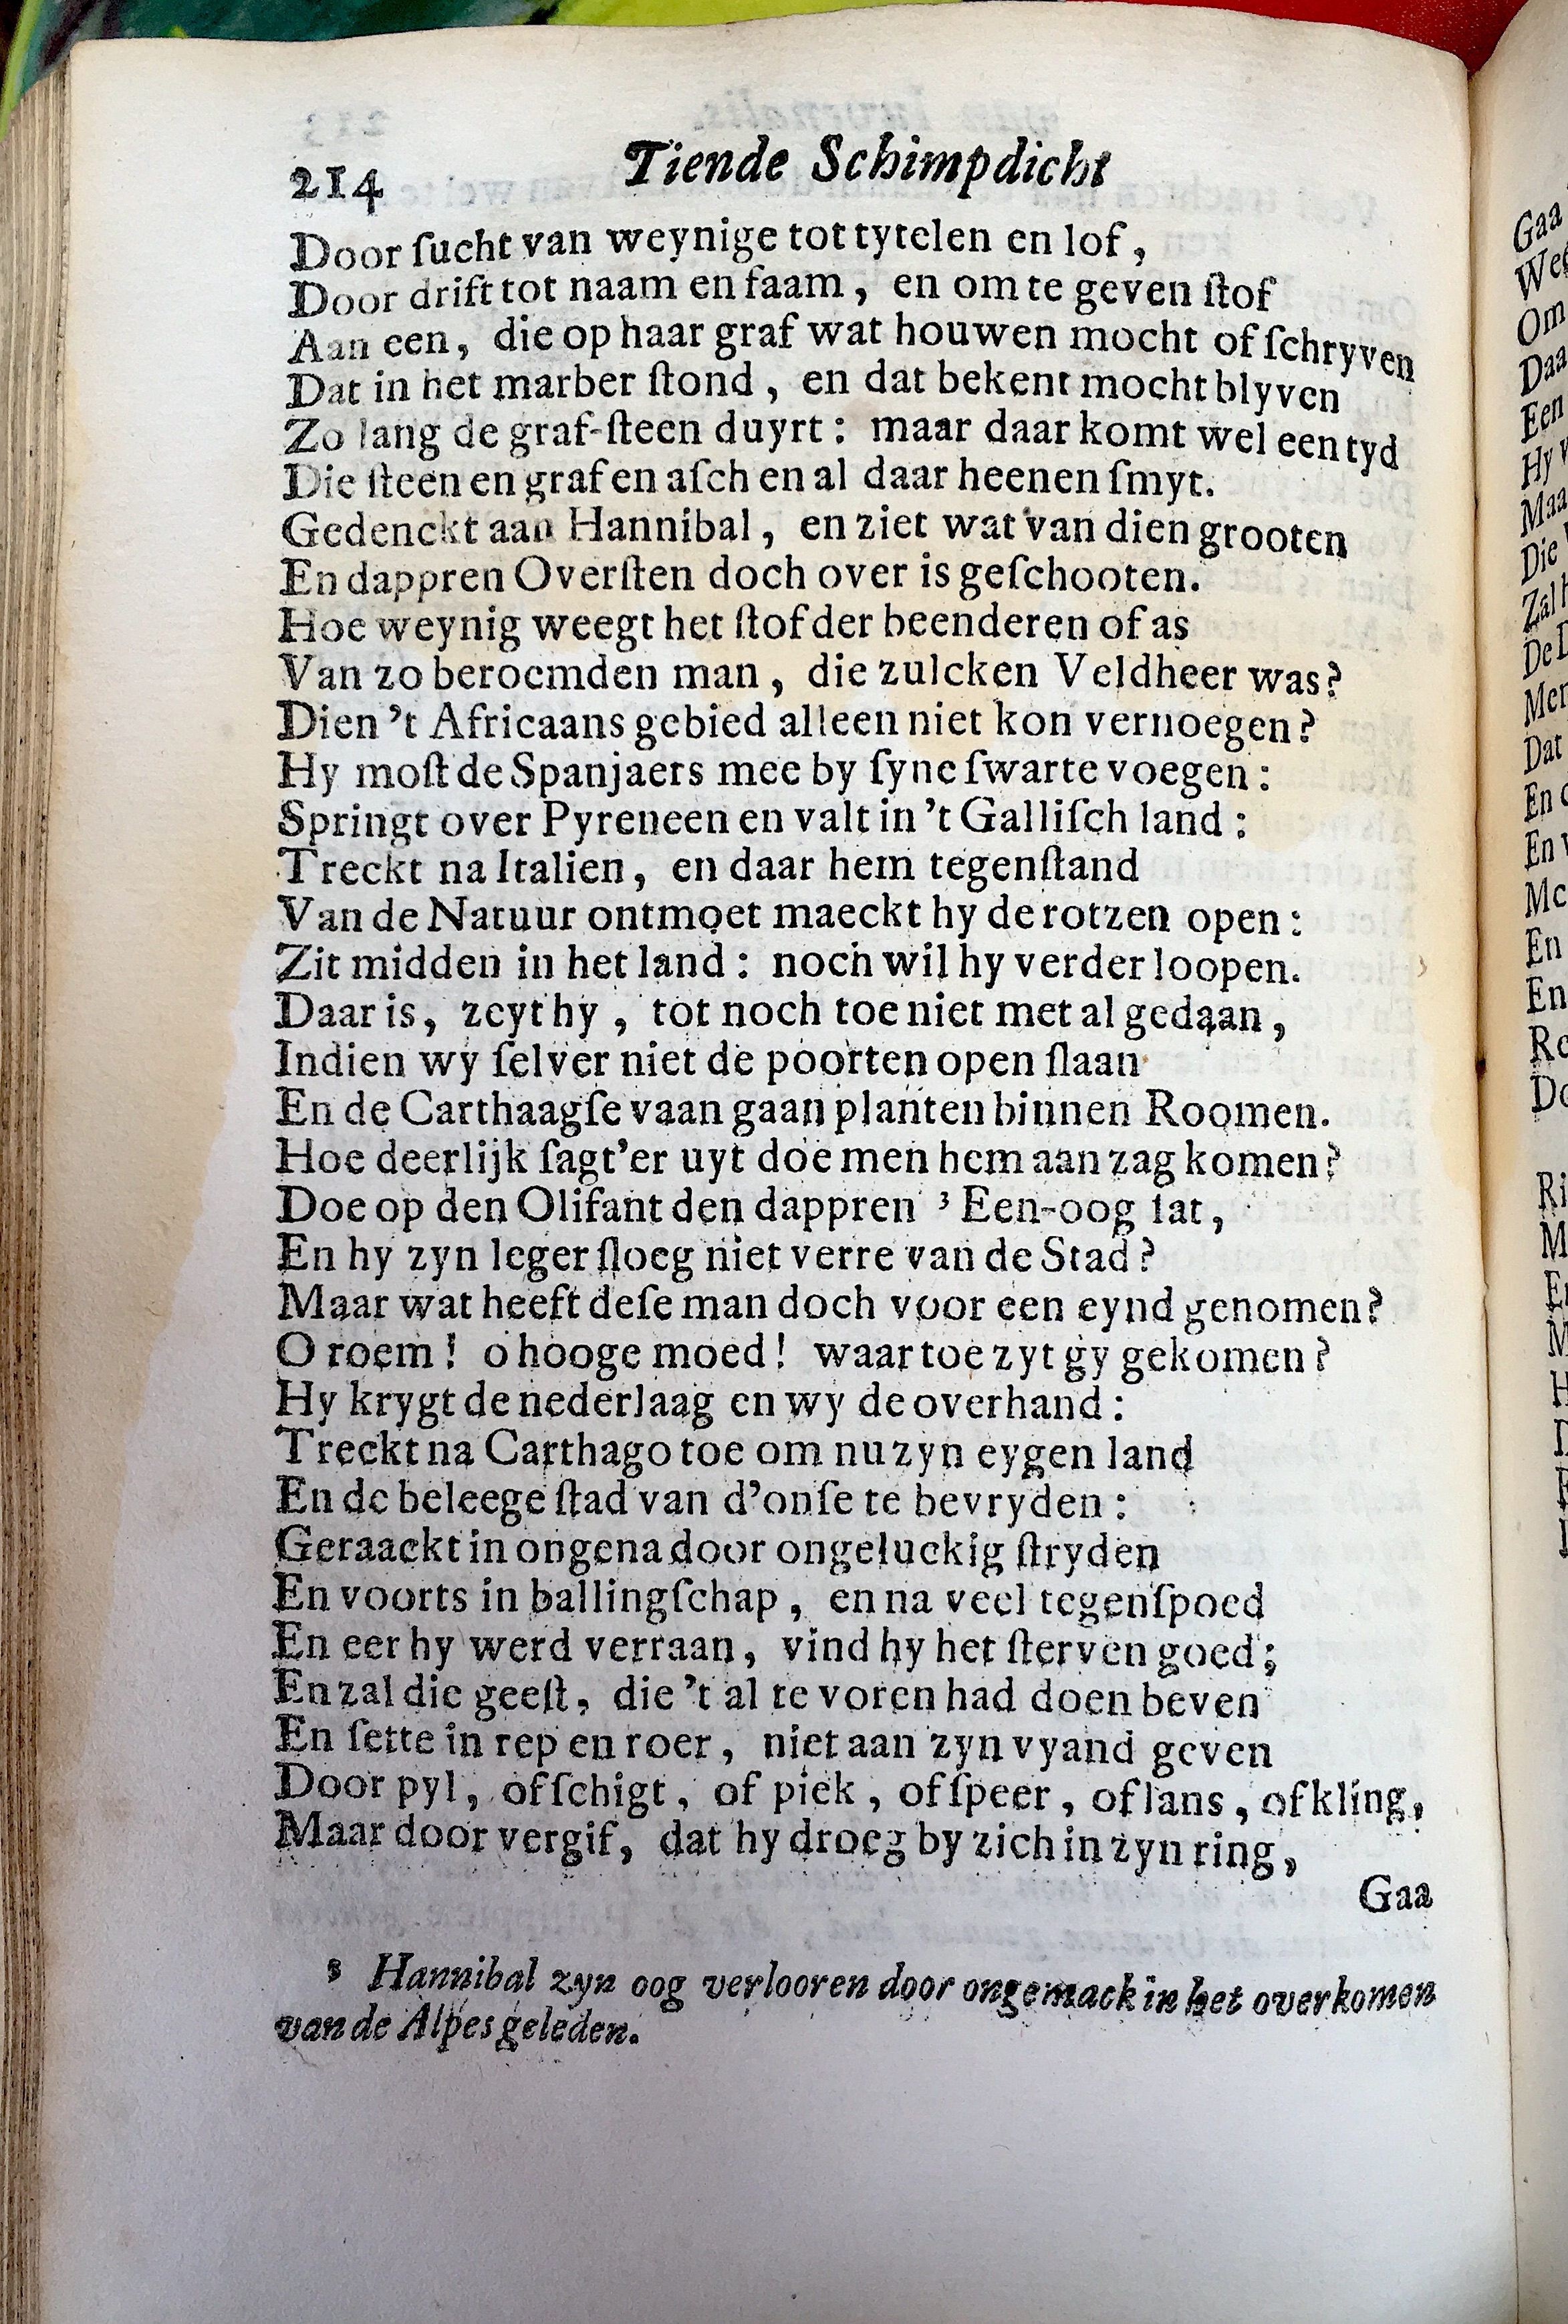 214 Tiende Schimpdicht
Door ſucht van weynige tot tytelen en lof,
Door drift tot naam en faam, en om te geven ſtof
Aan een, die op haar graf wat houwen mocht of ſchryven
Dat in het marber ſtond, en dat bekent mocht blyven
Zo lang de graf-ſteen duyrt: maar daar komt wel een tyd
Die ſteen en graf en aſch en al daar heenen ſmyt.
Gedenckt aan Hannibal, en ziet wat van dien grooten
En dappren Overſten doch over is geſchooten.
Hoe weynig weegt het ſtof der beenderen of as
Van zo beroemden man, die zulcken Veldheer was?
Dien 't Africaans gebied alleen niet kon vernoegen?
Hy moſt de Spanjaers mee by ſyne ſwarte voegen:
Springt over Pyreneen en valt in 't Galliſch land:
Treckt na Italien, en daar hem tegenſtand
Van de Natuur ontmoet maeckt hy de rotzen open:
Zit midden in het land: noch wil hy verder loopen.
Daar is, zeyt hy, tot noch toe niet met al gedaan,
Indien wy ſelver niet de poorten open ſlaan
En de Carthaagſe vaan gaan planten binnen Roomen.
Hoe deerlijk ſagt'er uyt doe men hem aan zag komen?
Doe op den Olifant den dappren ³ Een-oog ſat,
En hy zyn leger ſloeg niet verre van de Stad?
Maar wat heeft deſe man doch voor een eynd genomen?
O roem! o hooge moed! waar toe zyt gy gekomen?
Hy krygt de nederlaag en wy de overhand:
Treckt na Carthago toe om nu zyn eygen land
En de beleege ſtad van d'onſe te bevryden:
Geraackt in ongena door ongeluckig ſtryden
En voorts in ballingſchap, en na veel tegenſpoed
En eer hy werd verraan, vind hy het ſterven goed;
En zal die geeſt, die 't al te voren had doen beven
En ſette in rep en roer, niet aan zyn vyand geven
Door pyl, of ſchigt, of piek, of ſpeer, of lans, of kling,
Maar door vergif, dat hy droeg by zich in zyn ring,
Gaa
³ Hannibal zyn oog verlooren door ongemack in het overkomen
van de Alpes geleden.